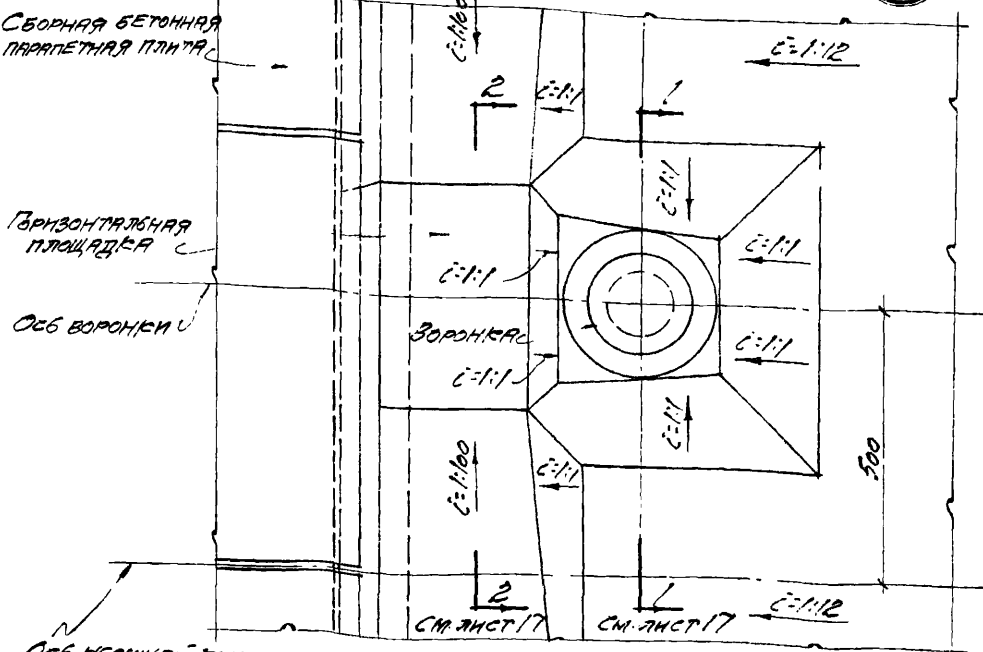 Сборная бетонная
парапетная плита
i=1:100
2
i=1:1
1
i=1:12
i=1:1
Горизонтальная
площадка
i=1:1
i=1:1
Ось воронки
Воронка
i=1:1
i=1:1
i=1:1
i=1:100
i=1:1
500
2
1
см. лист 17
см. лист 17
i=1:12
Ось